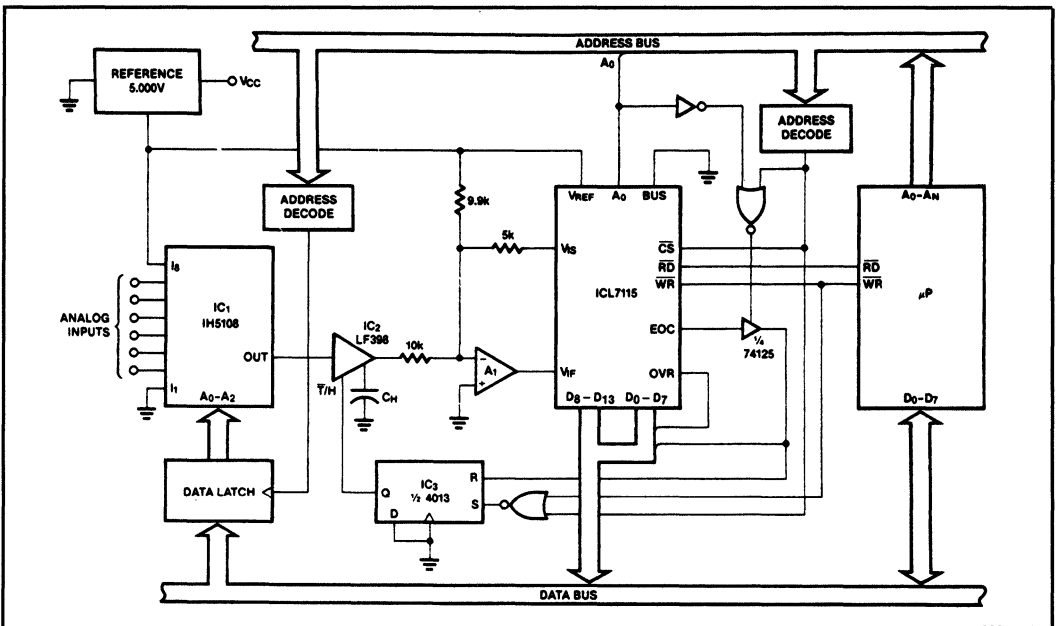 ADDRESS BUS
A0
REFERENCE
5.000V
VCC
ADDRESS
DECODE
ADDRESS
DECODE
9.9k
5k
VREF
A0
BUS
VIS
CS
RD
WR
ICL7115
EOC
OVR
VIF
D8 – D13
D0 – D7
A0–AN
RD
WR
μP
D0–D7
¼
74125
I8
IC1
IH5108
ANALOG
INPUTS
OUT
I1
A0–A2
IC2
LF398
10k
T/H
CH
A1
–
+
DATA LATCH
IC3
½ 4013
Q
D
R
S
DATA BUS